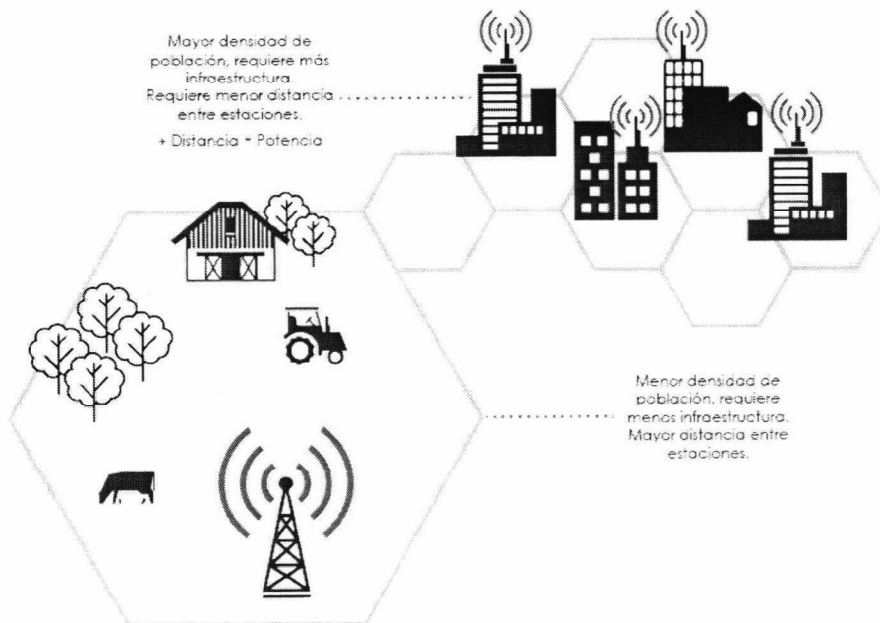 Mayor densidad de
población, requiere más
infraestructura.
Requiere menor distancia
entre estaciones.
+ Distancia = Potencia
Menor densidad de
población, requiere
menos infraestructura.
Mayor distancia entre
estaciones.